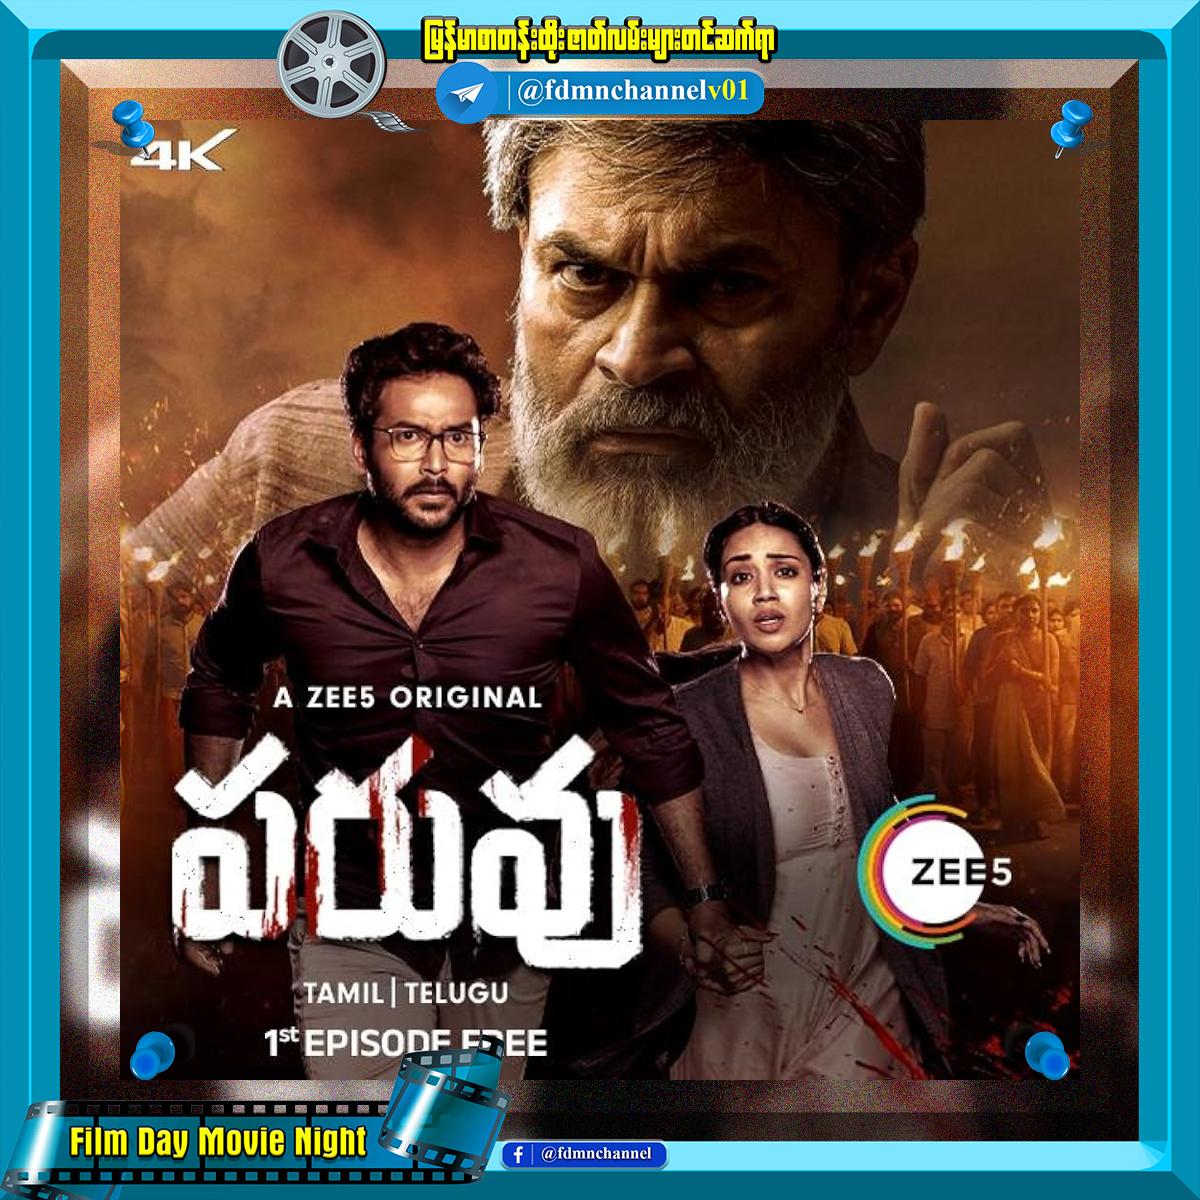 မြန်မာစာတန်းထိုး ဇာတ်လမ်းများတင်ဆက်ရာ
@fdmnchannelv01
4K
A ZEE5 ORIGINAL
పరువు
ZEE5
TAMIL | TELUGU
1st EPISODE FREE
Film Day Movie Night
f | @fdmnchannel